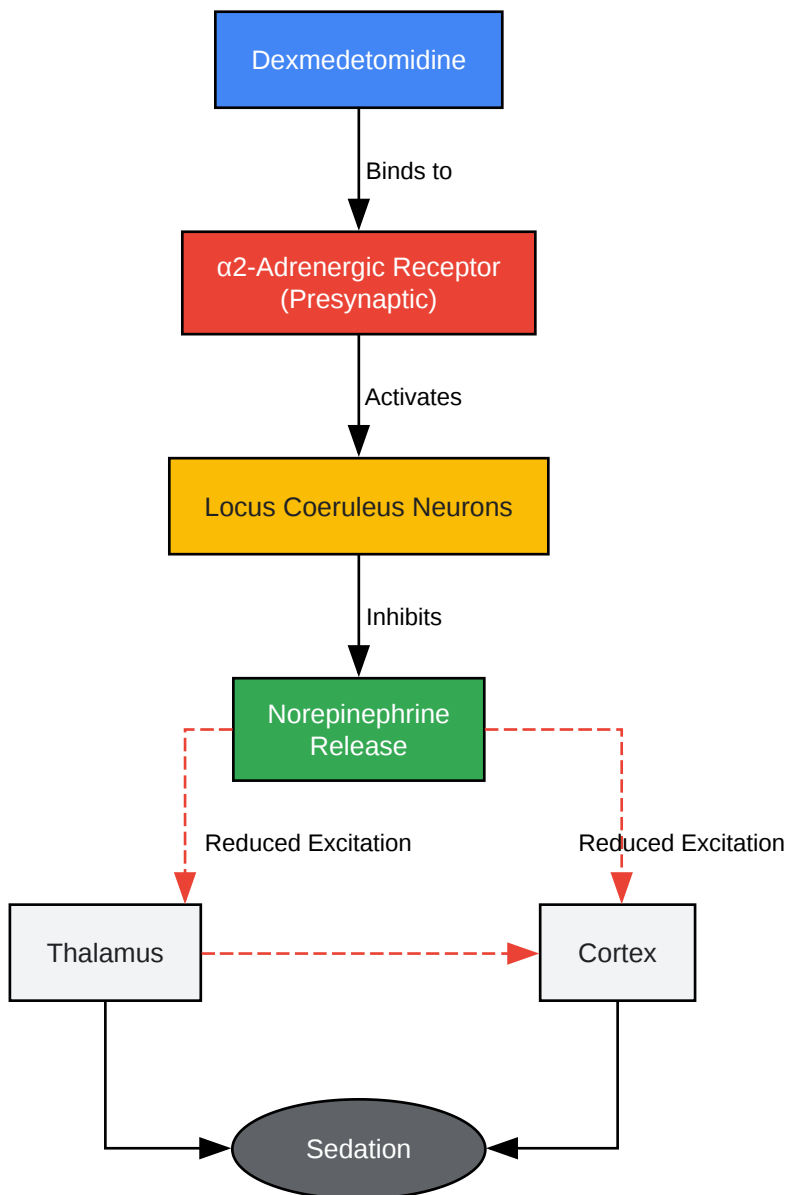 Dexmedetomidine
Binds to
α2-Adrenergic Receptor
(Presynaptic)
Activates
Locus Coeruleus Neurons
Inhibits
Norepinephrine
Release
Reduced Excitation
Reduced Excitation
Thalamus
Cortex
Sedation